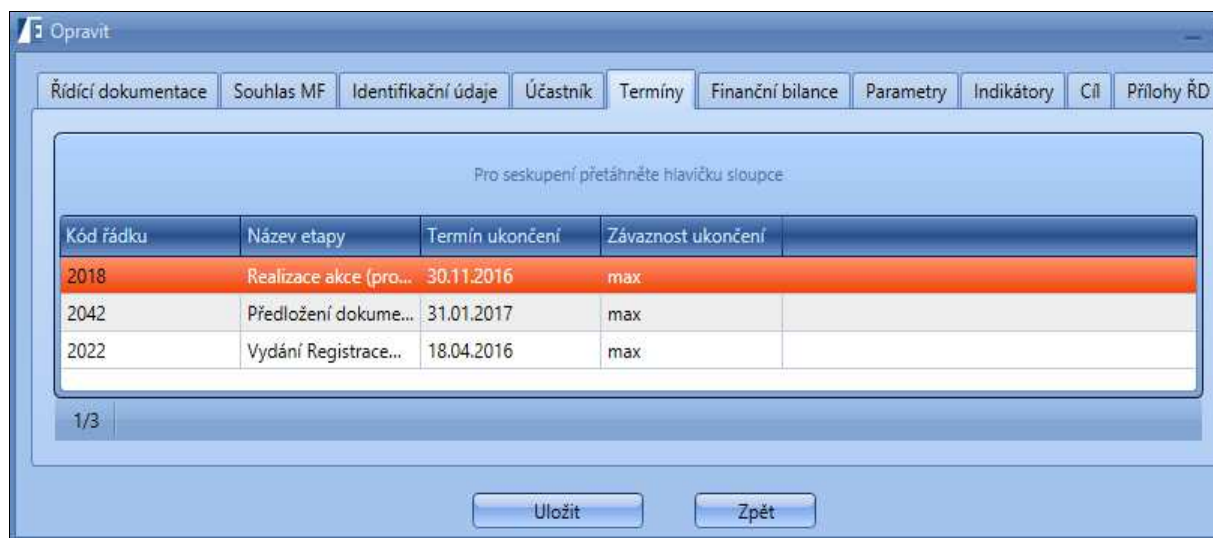 Opravit
Řídící dokumentace Souhlas MF Identifikační údaje Účastník Termíny Finanční bilance Parametry Indikátory Cíl Přílohy ŘD
Pro seskupení přetáhněte hlavičku sloupce
Kód řádku Název etapy Termín ukončení Závaznost ukončení
2018 Realizace akce (pro... 30.11.2016 max
2042 Předložení dokume... 31.01.2017 max
2022 Vydání Registrace... 18.04.2016 max
1/3
Uložit Zpět